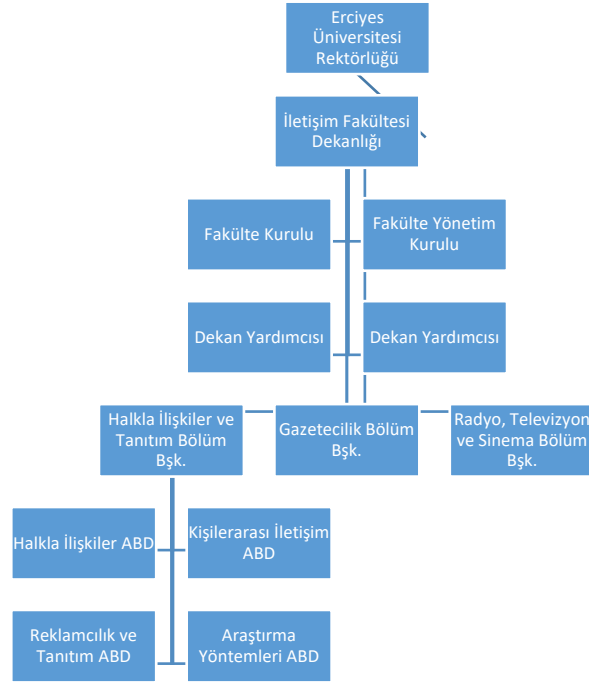 Erciyes
Üniversitesi
Rektörlüğü
İletişim Fakültesi
Dekanlığı
Fakülte Kurulu
Fakülte Yönetim
Kurulu
Dekan Yardımcısı
Dekan Yardımcısı
Halkla İlişkiler ve
Tanıtım Bölüm
Bşk.
Gazetecilik Bölüm
Bşk.
Radyo, Televizyon
ve Sinema Bölüm
Bşk.
Halkla İlişkiler ABD
Kişilerarası İletişim
ABD
Reklamcılık ve
Tanıtım ABD
Araştırma
Yöntemleri ABD